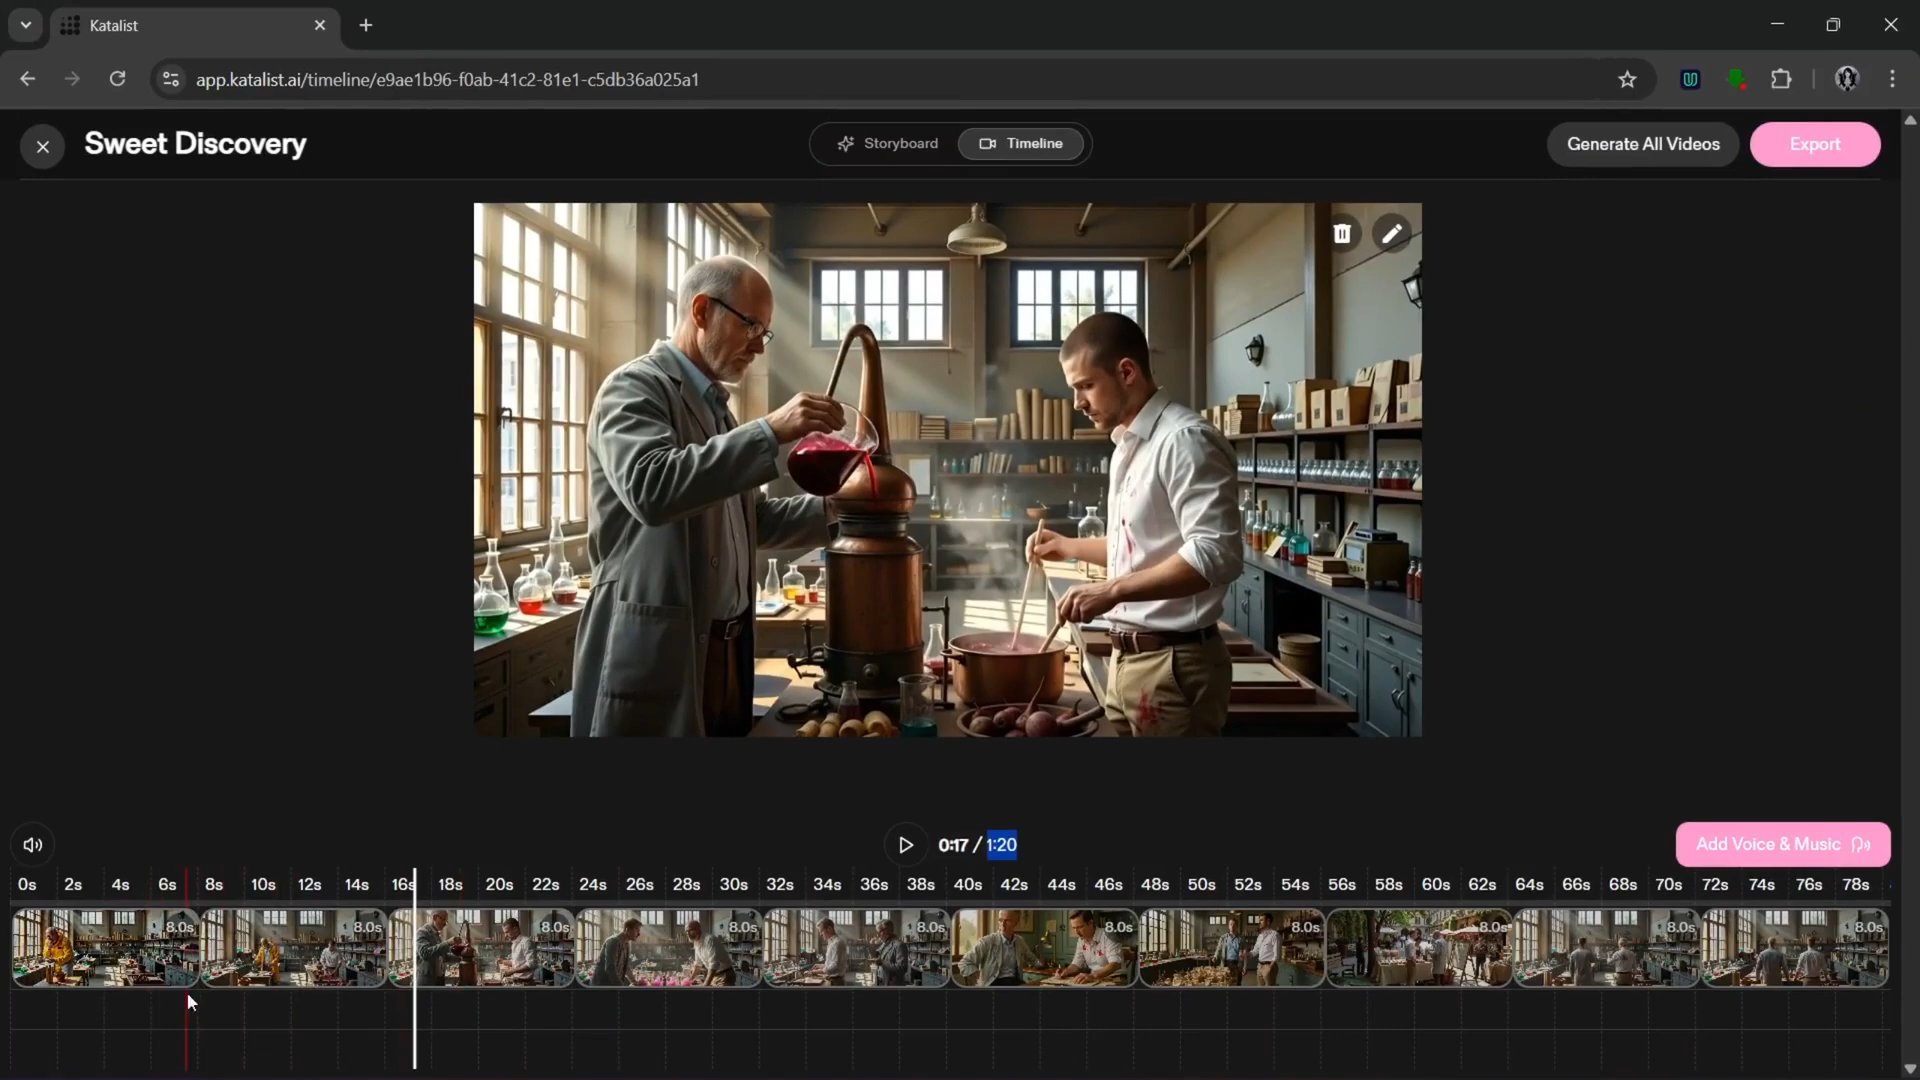 Katalist
app.katalist.ai/timeline/e9ae1b96-f0ab-41c2-81e1-c5db36a025a1
Sweet Discovery
Storyboard
Timeline
Generate All Videos
Export
0:17 / 1:20
Add Voice & Music
0s 2s 4s 6s 8s 10s 12s 14s 16s 18s 20s 22s 24s 26s 28s 30s 32s 34s 36s 38s 40s 42s 44s 46s 48s 50s 52s 54s 56s 58s 60s 62s 64s 66s 68s 70s 72s 74s 76s 78s
8.0s 8.0s 8.0s 8.0s 8.0s 8.0s 8.0s 8.0s 8.0s 8.0s